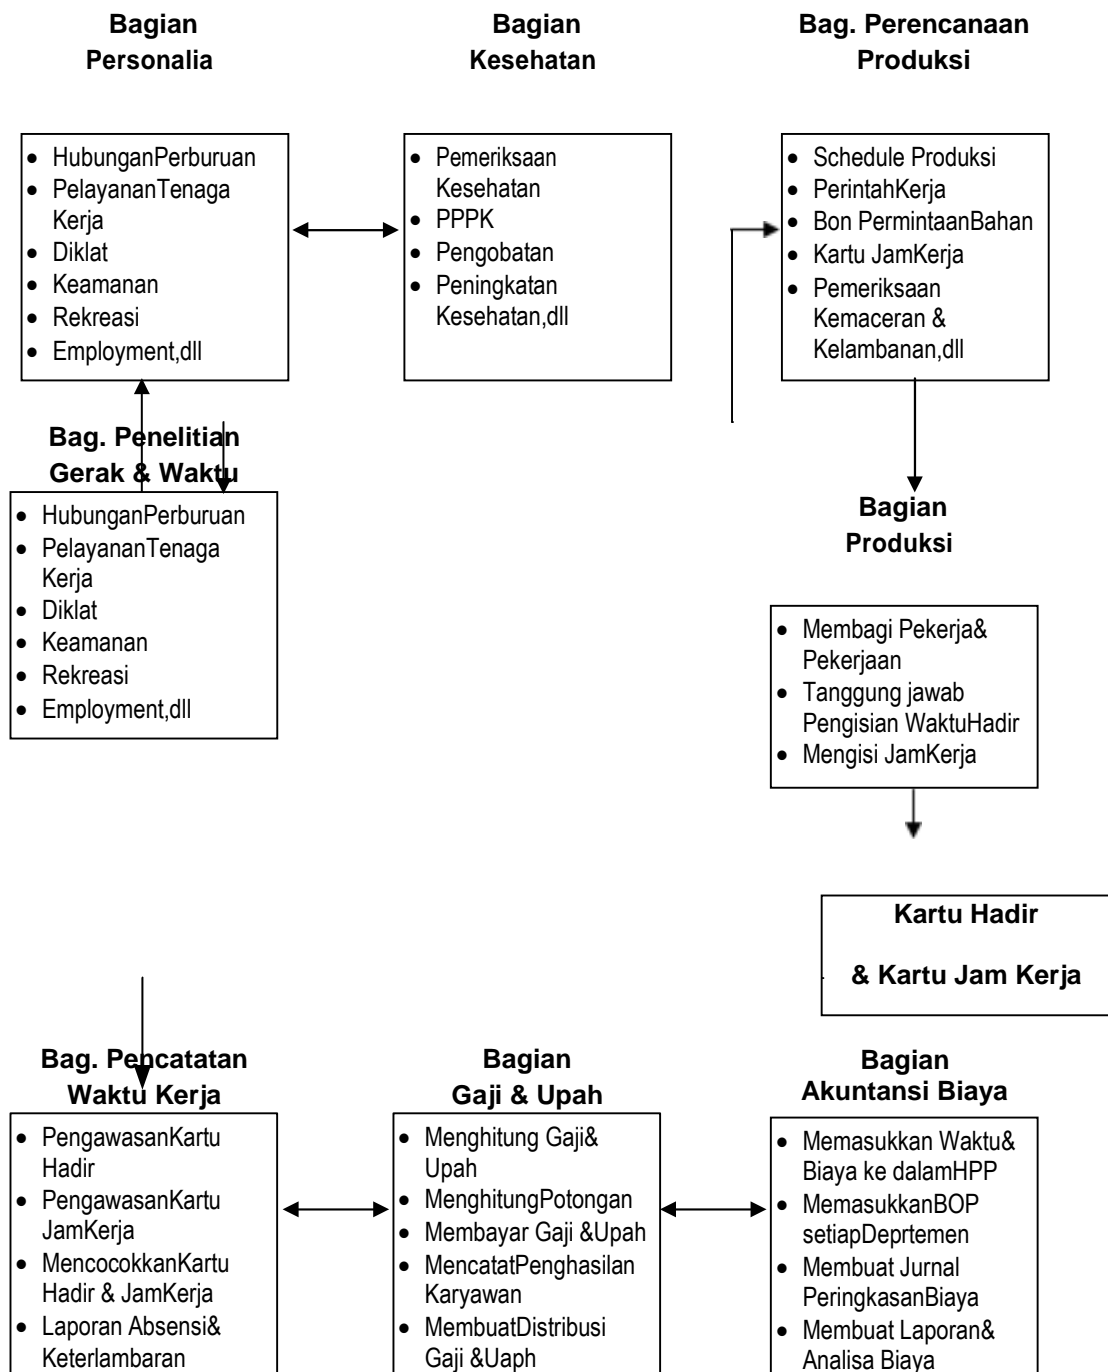 Bagian
Personalia
Bagian
Kesehatan
Bag. Perencanaan
Produksi
• HubunganPerburuan
• PelayananTenaga
Kerja
• Diklat
• Keamanan
• Rekreasi
• Employment,dll
• Pemeriksaan
Kesehatan
• PPPK
• Pengobatan
• Peningkatan
Kesehatan,dll
• Schedule Produksi
• PerintahKerja
• Bon PermintaanBahan
• Kartu JamKerja
• Pemeriksaan
Kemaceran &
Kelambanan,dll
Bag. Penelitian
Gerak & Waktu
• HubunganPerburuan
• PelayananTenaga
Kerja
• Diklat
• Keamanan
• Rekreasi
• Employment,dll
Bagian
Produksi
• Membagi Pekerja&
Pekerjaan
• Tanggung jawab
Pengisian WaktuHadir
• Mengisi JamKerja
Kartu Hadir
& Kartu Jam Kerja
Bag. Pencatatan
Waktu Kerja
• PengawasanKartu
Hadir
• PengawasanKartu
JamKerja
• MencocokkanKartu
Hadir & JamKerja
• Laporan Absensi&
Keterlambaran
Bagian
Gaji & Upah
• Menghitung Gaji&
Upah
• MenghitungPotongan
• Membayar Gaji &Upah
• MencatatPenghasilan
Karyawan
• MembuatDistribusi
Gaji &Uaph
Bagian
Akuntansi Biaya
• Memasukkan Waktu&
Biaya ke dalamHPP
• MemasukkanBOP
setiapDeprtemen
• Membuat Jurnal
PeringkasanBiaya
• Membuat Laporan&
Analisa Biaya